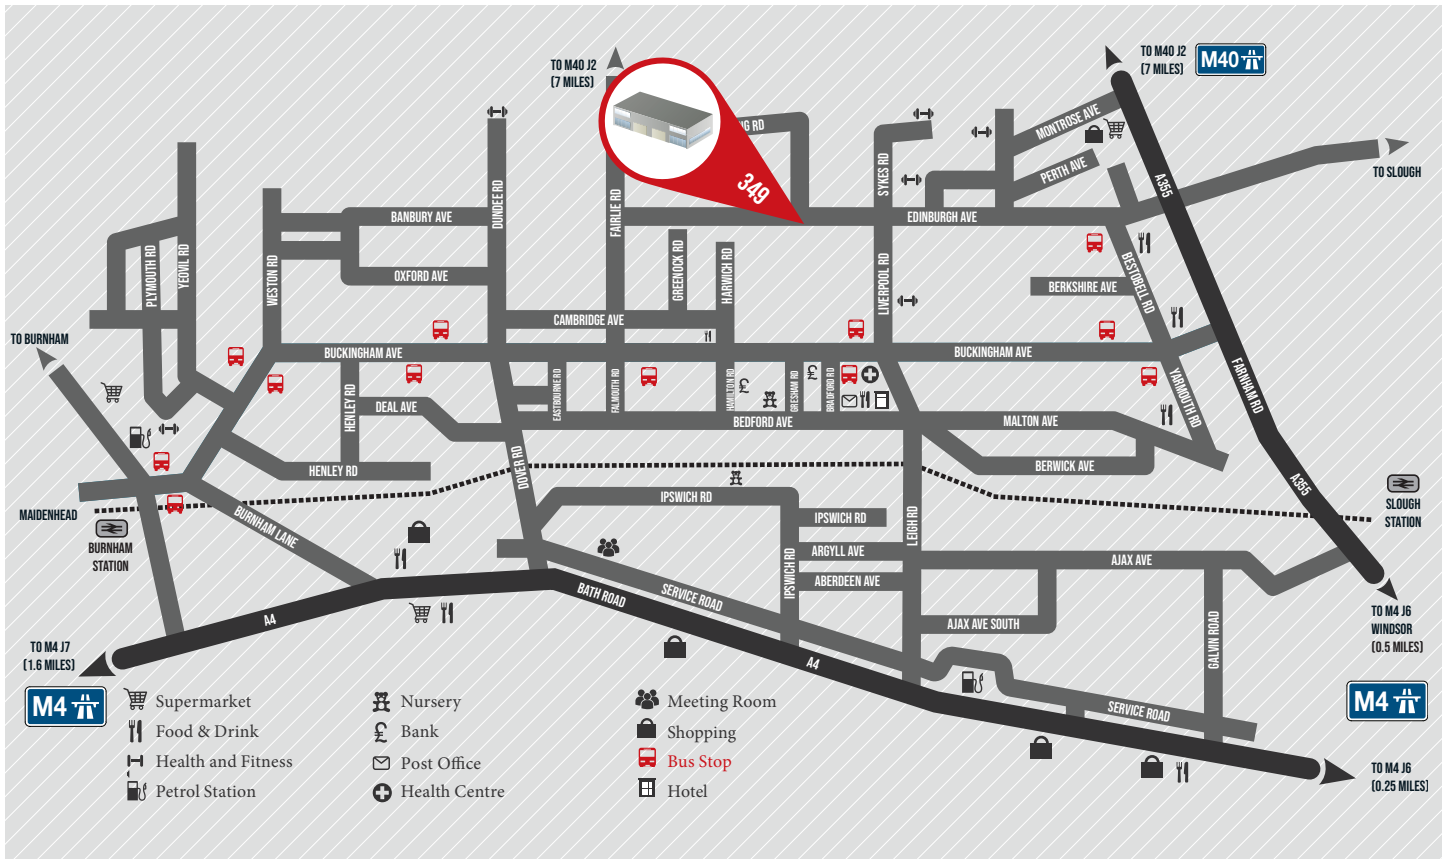 TO M40 J2
(7 MILES)
TO M40 J2
(7 MILES)
M40
NG RD
MONTROSE AVE
PERTH AVE
A355
TO SLOUGH
349
SYKES RD
BANBURY AVE
DUNDEE RD
FAIRLIE RD
EDINBURGH AVE
PLYMOUTH RD
YEOVIL RD
WESTON RD
OXFORD AVE
GREENOCK RD
HARWICH RD
LIVERPOOL RD
BERKSHIRE AVE
BESTOBELL RD
CAMBRIDGE AVE
TO BURNHAM
BUCKINGHAM AVE
BUCKINGHAM AVE
HENLEY RD
DEAL AVE
EASTBOURNE RD
FALMOUTH RD
HAMILTON RD
GRESHAM RD
BRADFORD RD
YARMOUTH RD
FARNHAM RD
BEDFORD AVE
MALTON AVE
HENLEY RD
DOVER RD
BERWICK AVE
A355
MAIDENHEAD
BURNHAM
STATION
BURNHAM LANE
IPSWICH RD
IPSWICH RD
LEIGH RD
SLOUGH
STATION
ARGYLL AVE
AJAX AVE
IPSWICH RD
ABERDEEN AVE
BATH ROAD
SERVICE ROAD
A4
AJAX AVE SOUTH
GALVIN ROAD
TO M4 J6
WINDSOR
(0.5 MILES)
TO M4 J7
(1.6 MILES)
A4
M4
M4
SERVICE ROAD
TO M4 J6
(0.25 MILES)
Supermarket
Food & Drink
Health and Fitness
Petrol Station
Nursery
Bank
Post Office
Health Centre
Meeting Room
Shopping
Bus Stop
Hotel